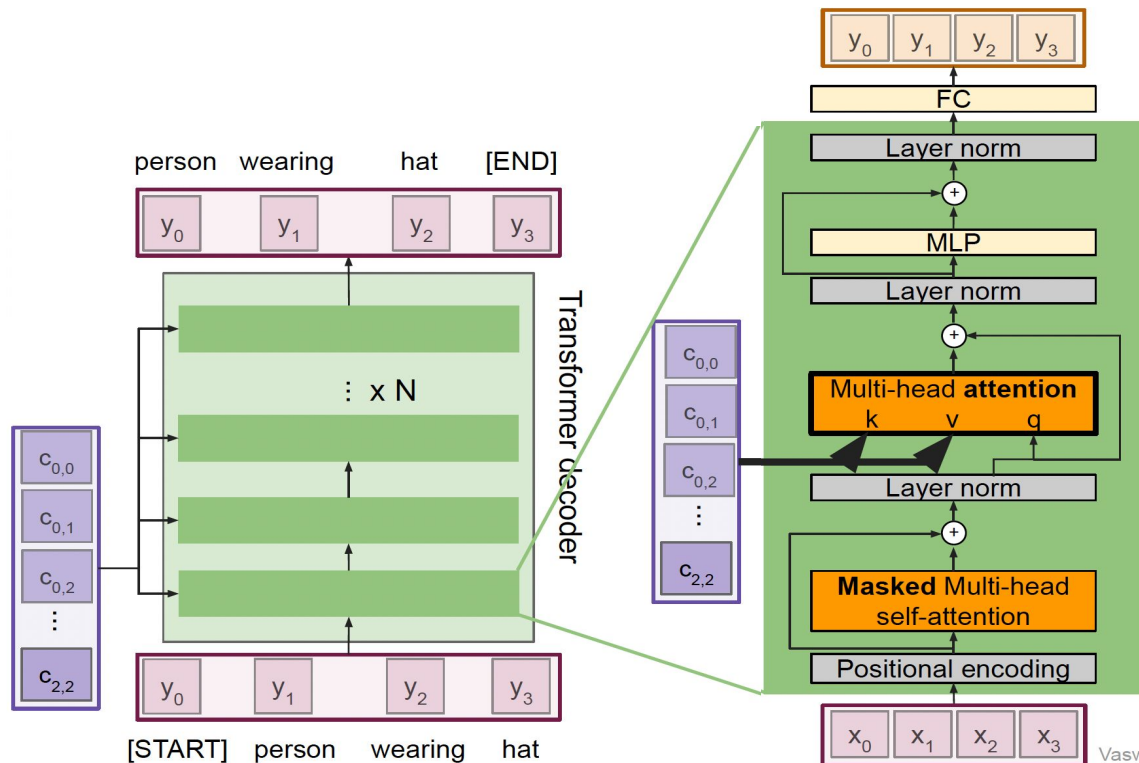 person wearing hat [END]
y0 y1 y2 y3
Transformer decoder
⋮ x N
c0,0
c0,1
c0,2
⋮
c2,2
y0 y1 y2 y3
[START] person wearing hat
y0 y1 y2 y3
FC
Layer norm
+
MLP
Layer norm
+
Multi-head attention
k v q
Layer norm
+
Masked Multi-head
self-attention
Positional encoding
x0 x1 x2 x3
c0,0
c0,1
c0,2
⋮
c2,2
Vasw